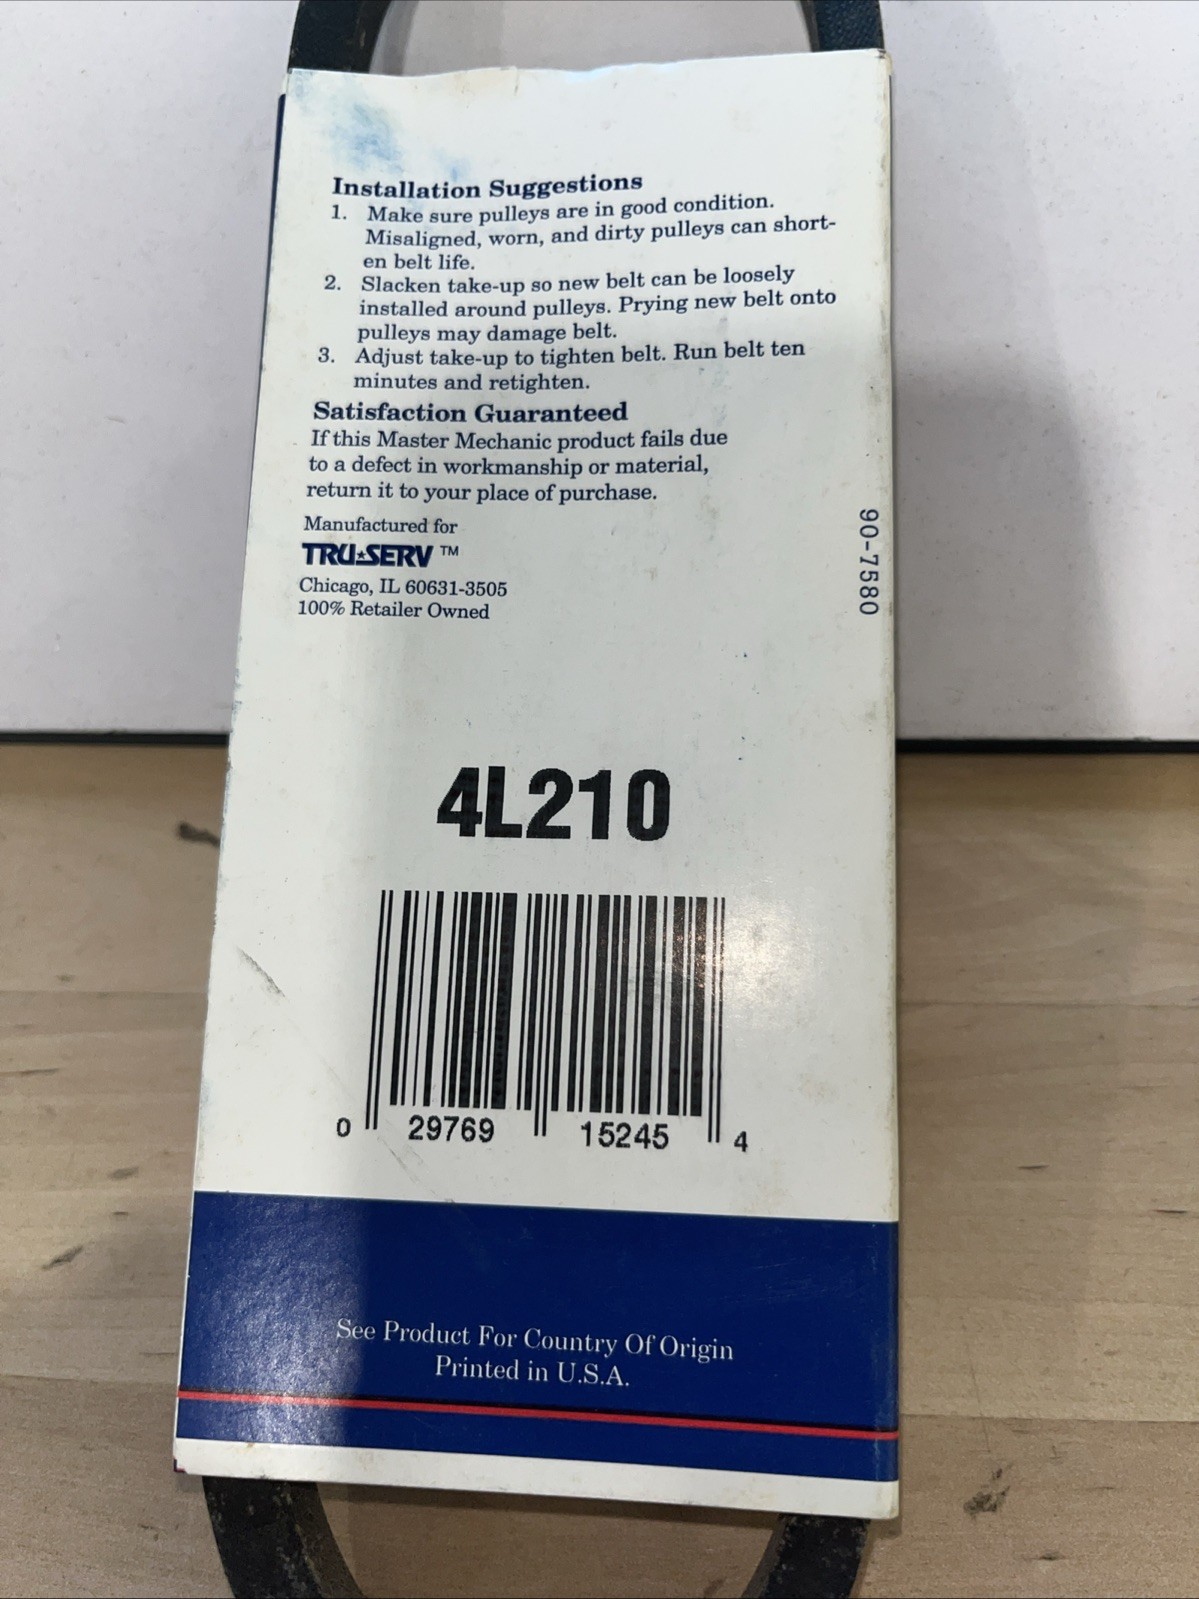 Installation Suggestions
1. Make sure pulleys are in good condition.
Misaligned, worn, and dirty pulleys can short-
en belt life.
2. Slacken take-up so new belt can be loosely
installed around pulleys. Prying new belt onto
pulleys may damage belt.
3. Adjust take-up to tighten belt. Run belt ten
minutes and retighten.
Satisfaction Guaranteed
If this Master Mechanic product fails due
to a defect in workmanship or material,
return it to your place of purchase.
Manufactured for
TRU★SERV™
Chicago, IL 60631-3505
100% Retailer Owned
90-7580
4L210
0 29769 15245 4
See Product For Country Of Origin
Printed in U.S.A.